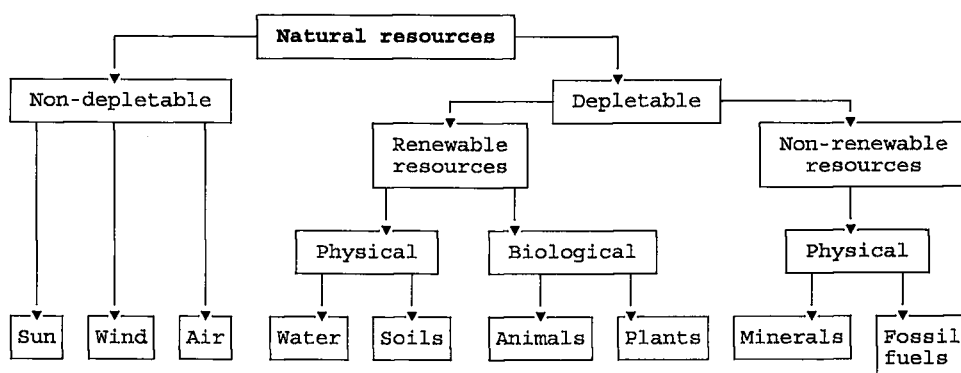 Natural resources
Non-depletable
Depletable
Renewable
resources
Non-renewable
resources
Physical
Biological
Physical
Sun
Wind
Air
Water
Soils
Animals
Plants
Minerals
Fossil
fuels